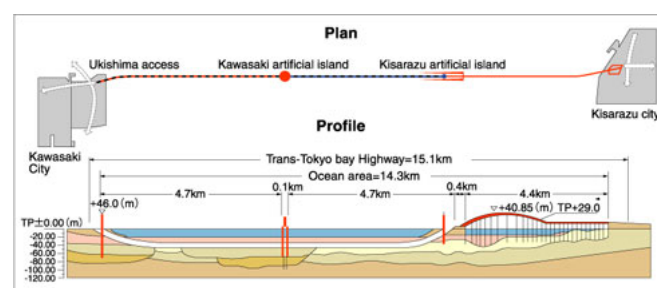 Plan
Ukishima access
Kawasaki artificial island
Kisarazu artificial island
Kisarazu city
Kawasaki
City
Profile
Trans-Tokyo bay Highway=15.1km
Ocean area=14.3km
4.7km
0.1km
4.7km
0.4km
4.4km
+46.0(m)
+40.85(m)
TP+29.0
TP±0.00(m)
-20.00
-40.00
-60.00
-80.00
-100.00
-120.00